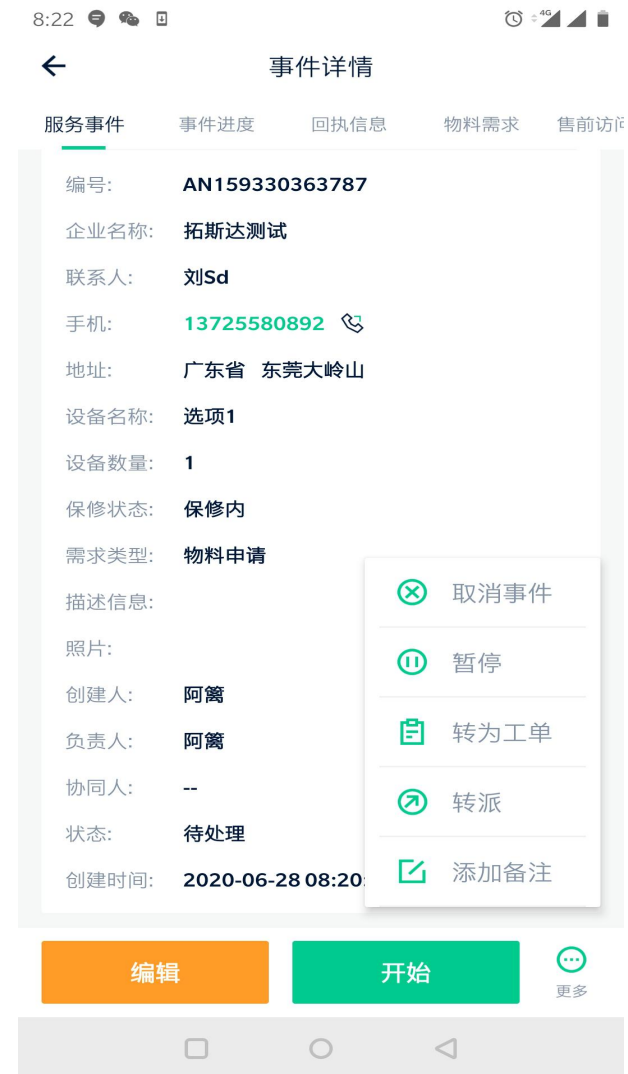 8:22
4G
事件详情
服务事件 事件进度 回执信息 物料需求 售前访问
编号: AN159330363787
企业名称: 拓斯达测试
联系人: 刘Sd
手机: 13725580892
地址: 广东省 东莞大岭山
设备名称: 选项1
设备数量: 1
保修状态: 保修内
需求类型: 物料申请
描述信息:
照片:
创建人: 阿篱
负责人: 阿篱
协同人: --
状态: 待处理
创建时间: 2020-06-28 08:20:
取消事件
暂停
转为工单
转派
添加备注
编辑 开始 更多